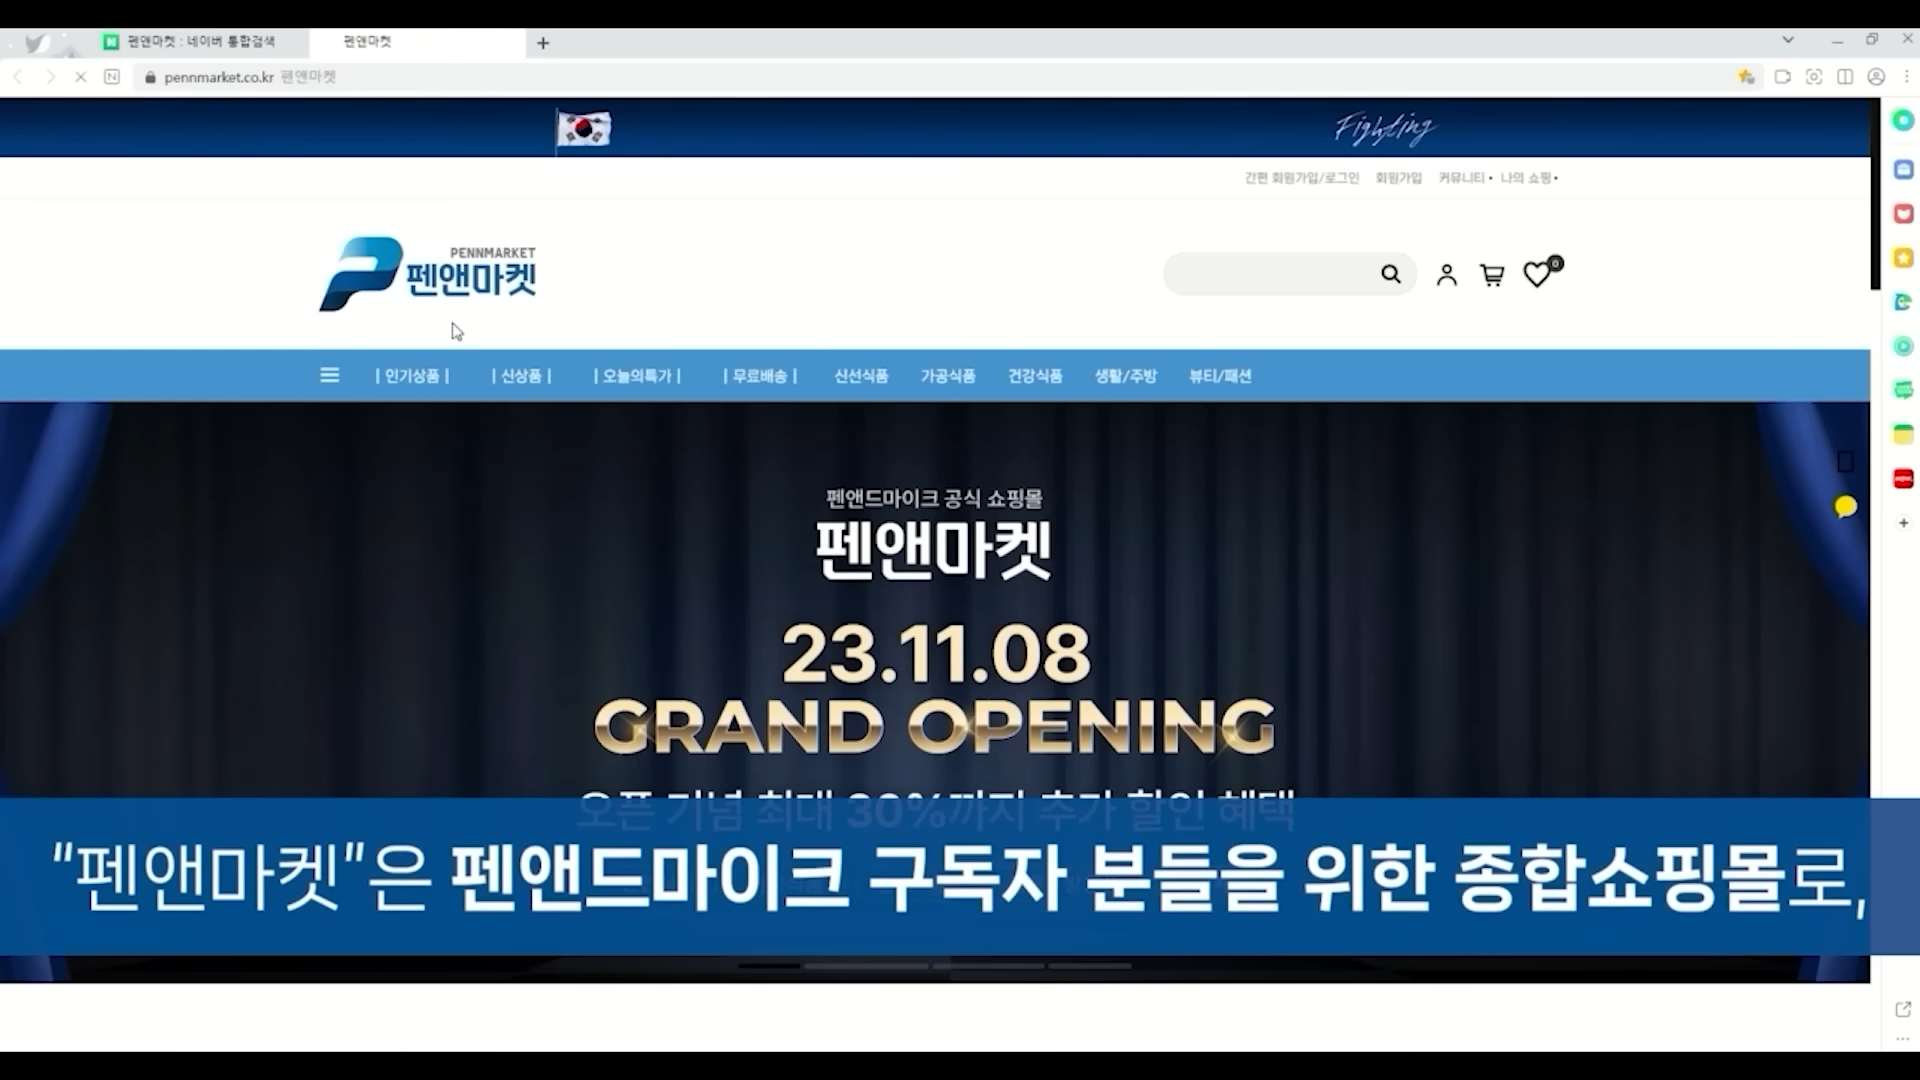 펜앤마켓 : 네이버 통합검색
펜앤마켓
pennmarket.co.kr 펜앤마켓
Fighting
간편 회원가입/로그인 회원가입 커뮤니티 나의 쇼핑
PENNMARKET
펜앤마켓
0
| 인기상품 | | 신상품 | | 오늘의특가 | | 무료배송 | 신선식품 가공식품 건강식품 생활/주방 뷰티/패션
펜앤드마이크 공식 쇼핑몰
펜앤마켓
23.11.08
GRAND OPENING
오픈 기념 최대 30%까지 추가 할인 혜택
"펜앤마켓"은 펜앤드마이크 구독자 분들을 위한 종합쇼핑몰로,